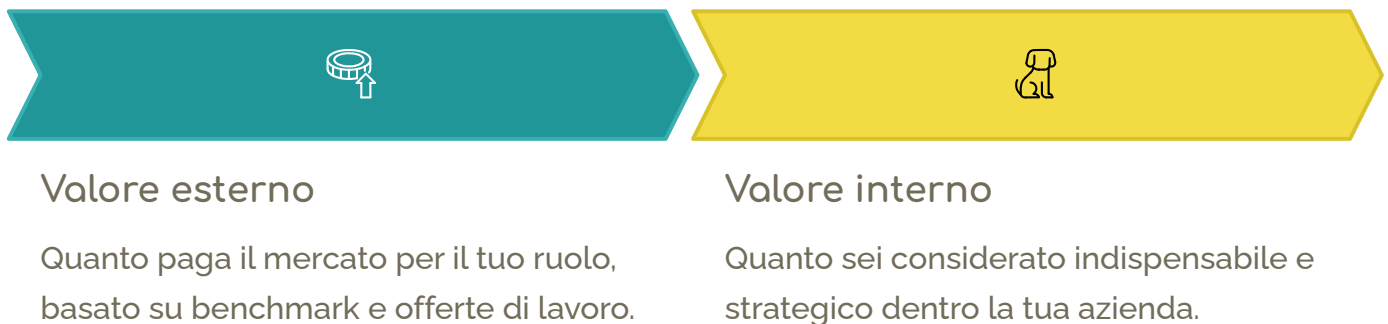 Valore esterno
Quanto paga il mercato per il tuo ruolo,
basato su benchmark e offerte di lavoro.
Valore interno
Quanto sei considerato indispensabile e
strategico dentro la tua azienda.